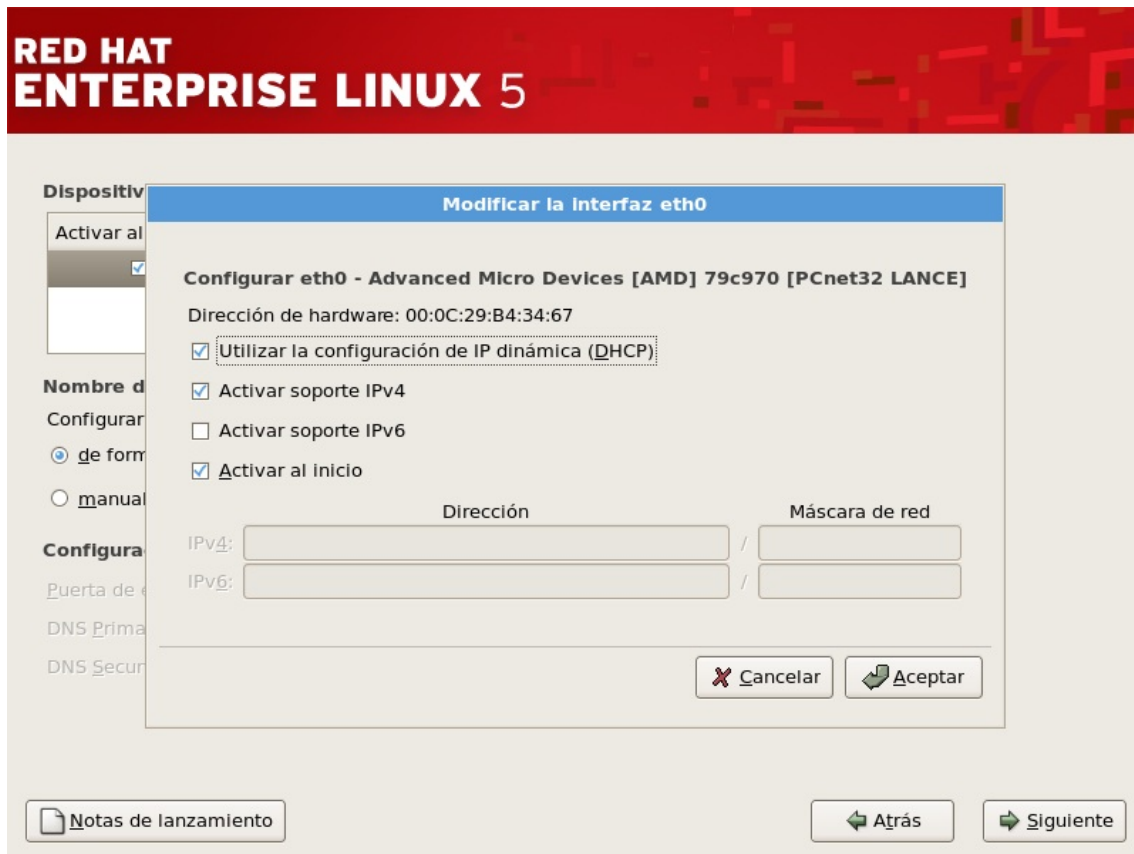 RED HAT
ENTERPRISE LINUX 5
Dispositiv
Modificar la interfaz eth0
Activar al
Configurar eth0 - Advanced Micro Devices [AMD] 79c970 [PCnet32 LANCE]
Dirección de hardware: 00:0C:29:B4:34:67
Utilizar la configuración de IP dinámica (DHCP)
Nombre d
Activar soporte IPv4
Configurar
Activar soporte IPv6
de form
Activar al inicio
manual
Dirección Máscara de red
IPv4: /
Configura
IPv6: /
Puerta de e
DNS Prima
DNS Secur
Cancelar Aceptar
Notas de lanzamiento Atrás Siguiente